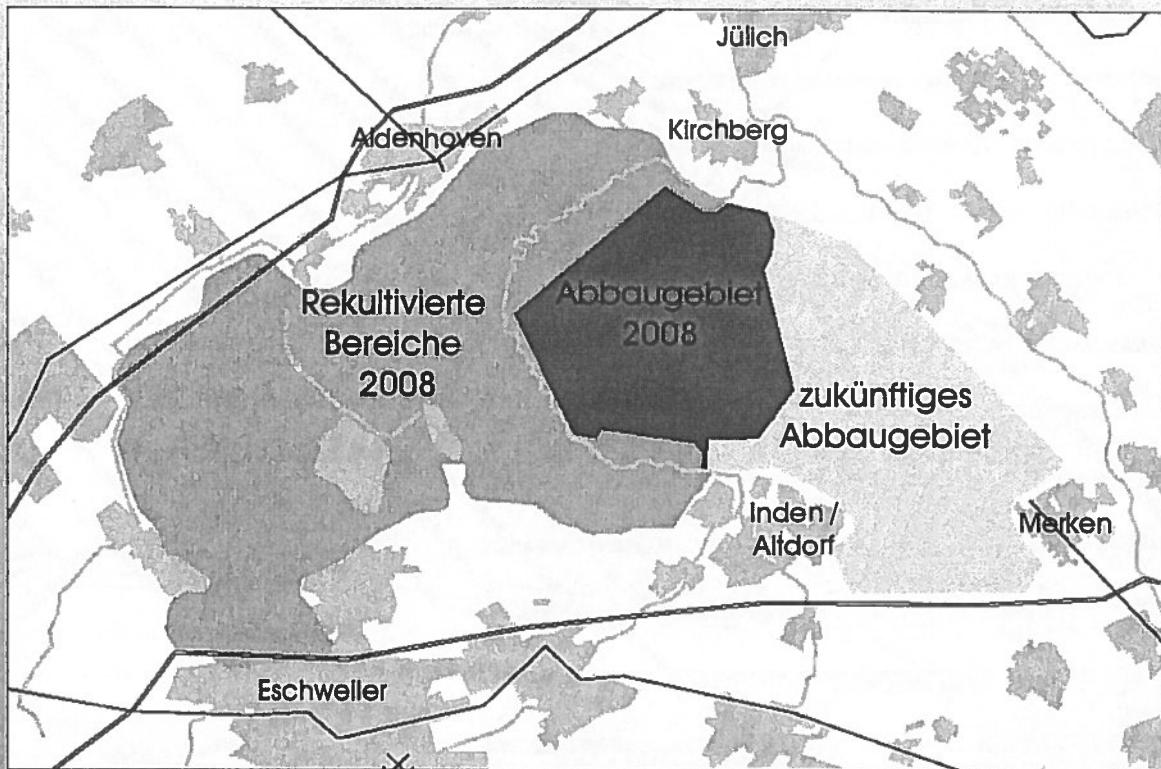 Jülich
Kirchberg
Aldenhoven
Rekultivierte
Bereiche
2008
Abbaugebiet
2008
zukünftiges
Abbaugebiet
Inden /
Altdorf
Merken
Eschweiler